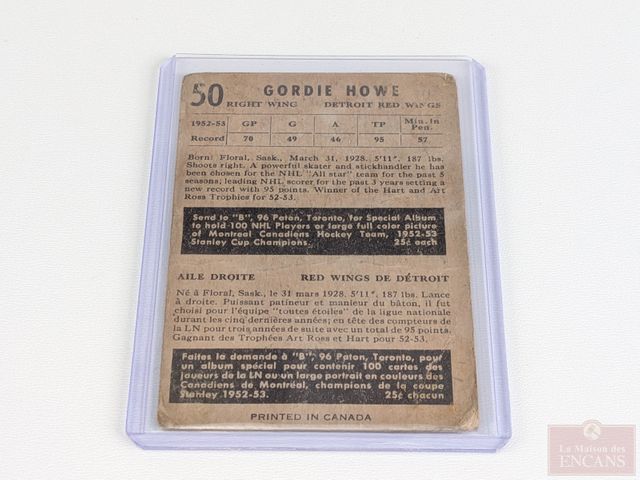 50 GORDIE HOWE
RIGHT WING DETROIT RED WINGS
1952-53 GP G A TP Min. In Pen.
Record 70 49 46 95 57
Born: Floral, Sask., March 31, 1928. 5'11". 187 lbs.
Shoots right. A powerful skater and stickhandler he
has been chosen for the NHL "All star" team for the past 5
seasons; leading NHL scorer for the past 3 years setting a
new record with 95 points. Winner of the Hart and Art
Ross Trophies for 52-53.
Send to "B", 96 Paton, Toronto, for Special Album
to hold 100 NHL Players or large full color picture
of Montreal Canadiens Hockey Team, 1952-53
Stanley Cup Champions. 25¢ each
AILE DROITE RED WINGS DE DÉTROIT
Né à Floral, Sask., le 31 mars 1928. 5'11". 187 lbs. Lance
à droite. Puissant patineur et manieur du bâton, il fut
choisi pour l'équipe "toutes étoiles" de la ligue nationale
durant les cinq dernières années; en tête des compteurs de
la LN pour trois années de suite avec un total de 95 points.
Gagnant des Trophées Art Ross et Hart pour 52-53.
Faites la demande à "B", 96 Paton, Toronto, pour
un album spécial pour contenir 100 cartes des
joueurs de la LN ou un large portrait en couleurs des
Canadiens de Montréal, champions de la coupe
Stanley 1952-53. 25¢ chacun
PRINTED IN CANADA
La Maison des
ENCANS